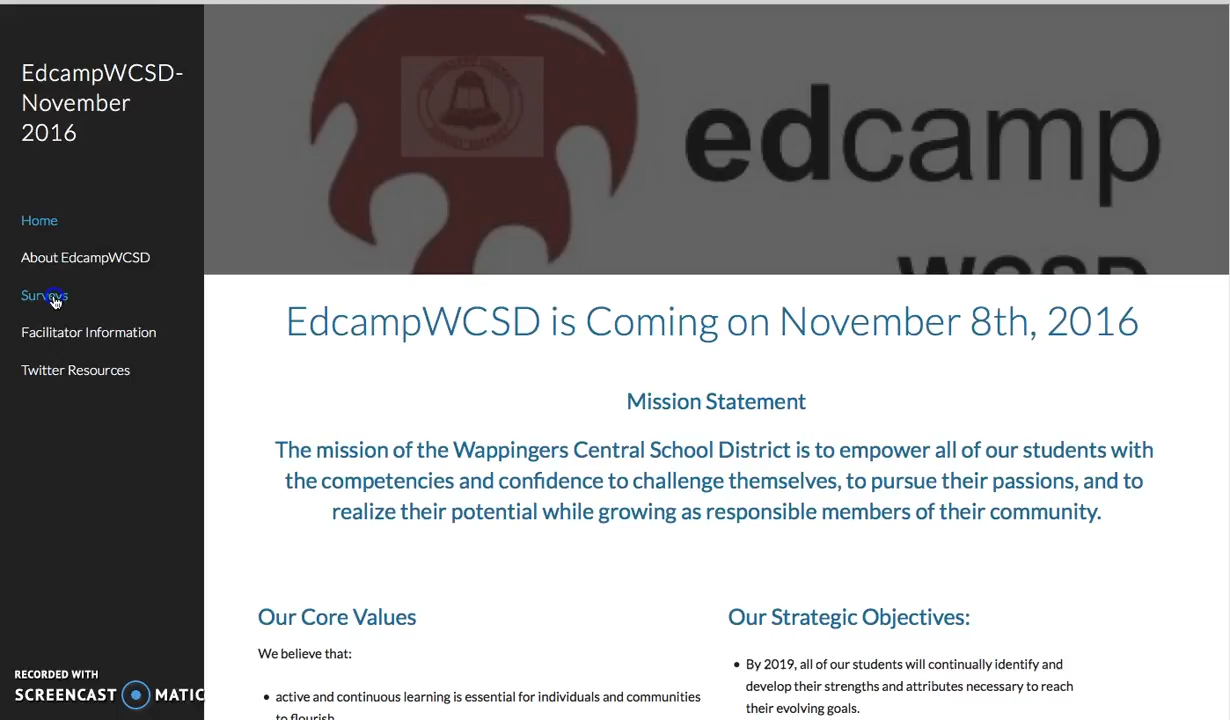 EdcampWCSD-
November
2016
Home
About EdcampWCSD
Surveys
Facilitator Information
Twitter Resources
RECORDED WITH
SCREENCAST MATIC
edcamp
WCSD
EdcampWCSD is Coming on November 8th, 2016
Mission Statement
The mission of the Wappingers Central School District is to empower all of our students with
the competencies and confidence to challenge themselves, to pursue their passions, and to
realize their potential while growing as responsible members of their community.
Our Core Values
We believe that:
• active and continuous learning is essential for individuals and communities
to flourish
Our Strategic Objectives:
• By 2019, all of our students will continually identify and
develop their strengths and attributes necessary to reach
their evolving goals.